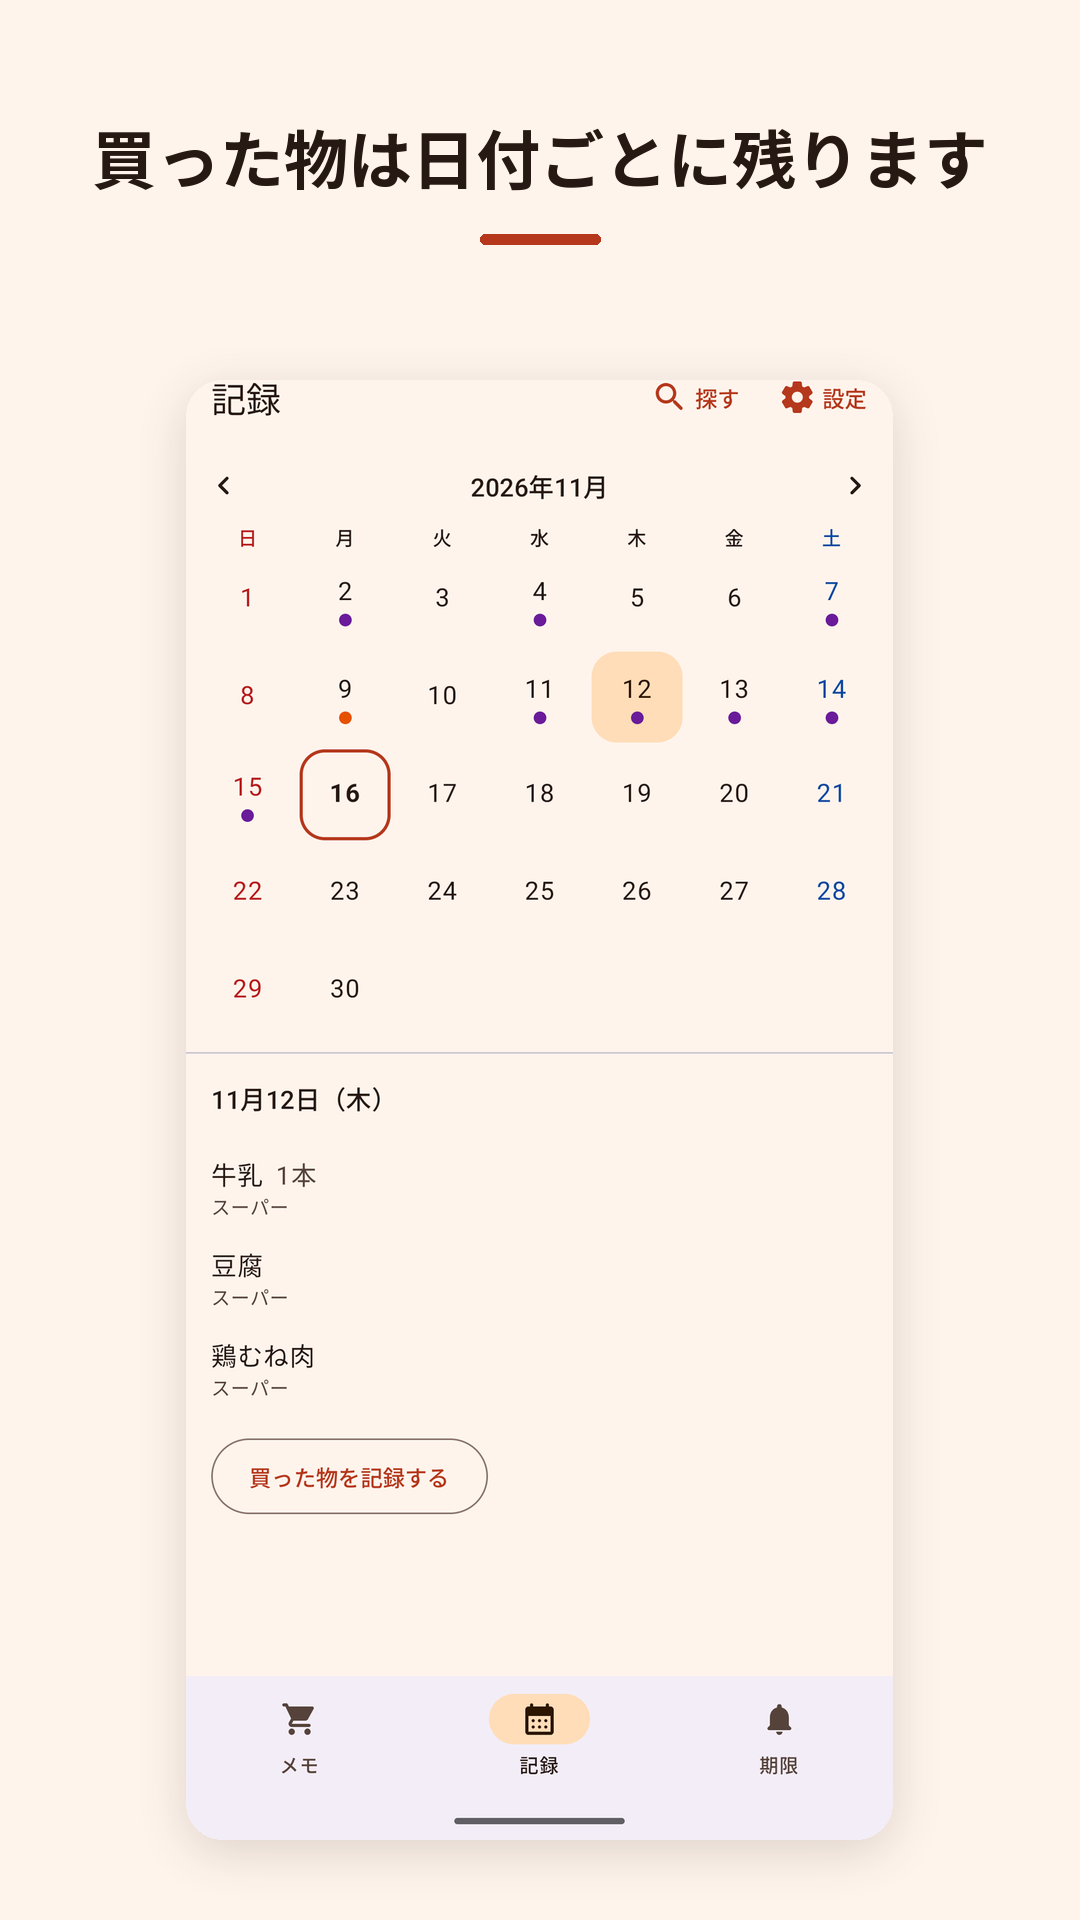 買った物は日付ごとに残ります
記録 探す 設定
2026年11月
日 月 火 水 木 金 土
1 2 3 4 5 6 7
8 9 10 11 12 13 14
15 16 17 18 19 20 21
22 23 24 25 26 27 28
29 30
11月12日（木）
牛乳 1本
スーパー
豆腐
スーパー
鶏むね肉
スーパー
買った物を記録する
メモ 記録 期限